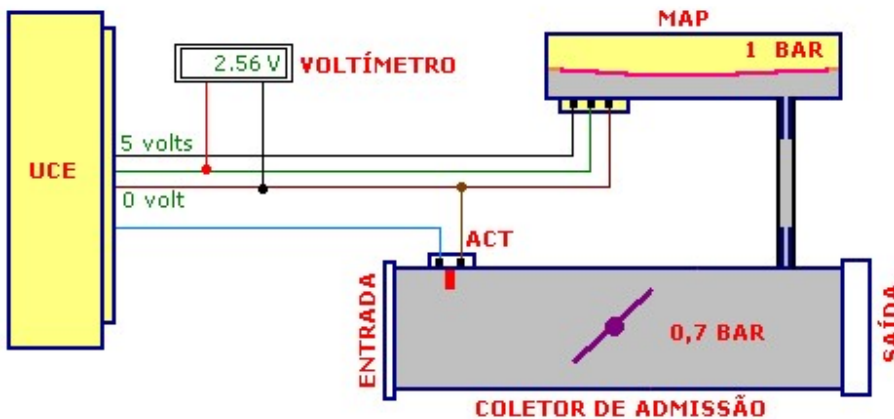 MAP
1 BAR
2.56 V
VOLTÍMETRO
5 volts
UCE
0 volt
ACT
ENTRADA
0,7 BAR
SAÍDA
COLETOR DE ADMISSÃO